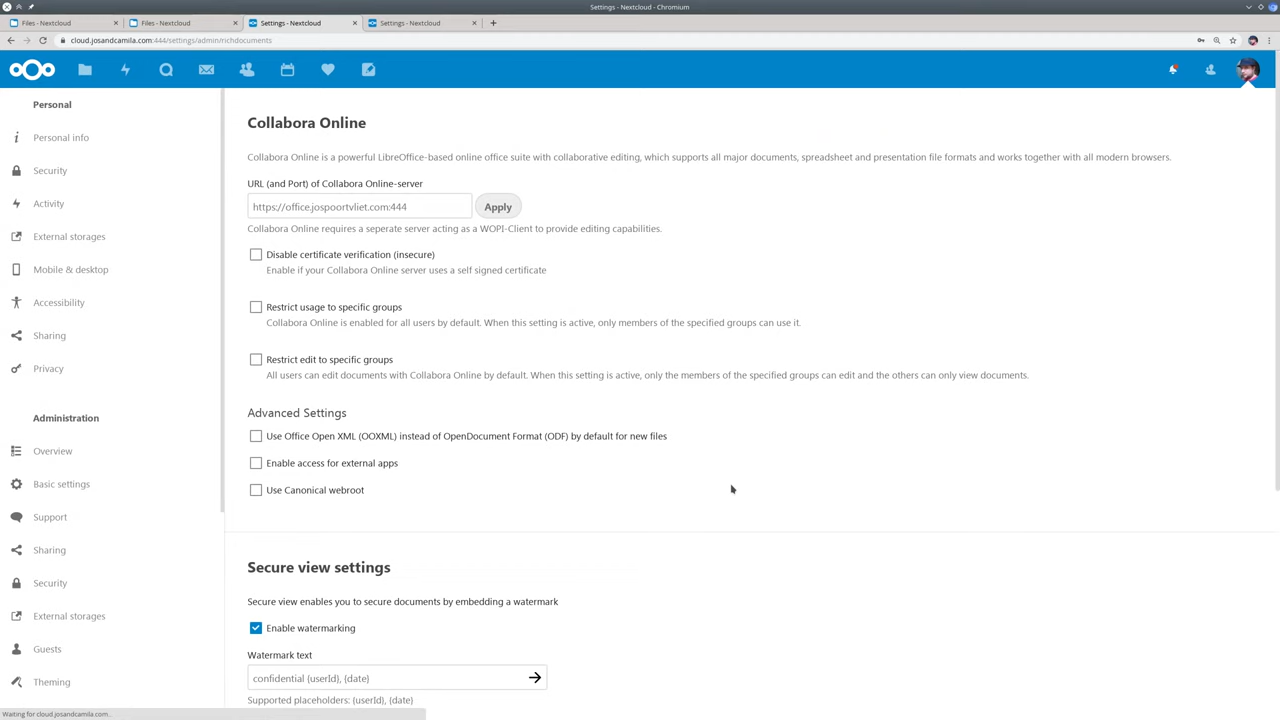 Settings - Nextcloud - Chromium
Files - Nextcloud
Files - Nextcloud
Settings - Nextcloud
Settings - Nextcloud
cloud.josandcamila.com:444/settings/admin/richdocuments
Personal
Personal info
Security
Activity
External storages
Mobile & desktop
Accessibility
Sharing
Privacy
Administration
Overview
Basic settings
Support
Sharing
Security
External storages
Guests
Theming
Collabora Online
Collabora Online is a powerful LibreOffice-based online office suite with collaborative editing, which supports all major documents, spreadsheet and presentation file formats and works together with all modern browsers.
URL (and Port) of Collabora Online-server
https://office.jospoortvliet.com:444
Apply
Collabora Online requires a seperate server acting as a WOPI-Client to provide editing capabilities.
Disable certificate verification (insecure)
Enable if your Collabora Online server uses a self signed certificate
Restrict usage to specific groups
Collabora Online is enabled for all users by default. When this setting is active, only members of the specified groups can use it.
Restrict edit to specific groups
All users can edit documents with Collabora Online by default. When this setting is active, only the members of the specified groups can edit and the others can only view documents.
Advanced Settings
Use Office Open XML (OOXML) instead of OpenDocument Format (ODF) by default for new files
Enable access for external apps
Use Canonical webroot
Secure view settings
Secure view enables you to secure documents by embedding a watermark
Enable watermarking
Watermark text
confidential {userId}, {date}
Supported placeholders: {userId}, {date}
Waiting for cloud.josandcamila.com...